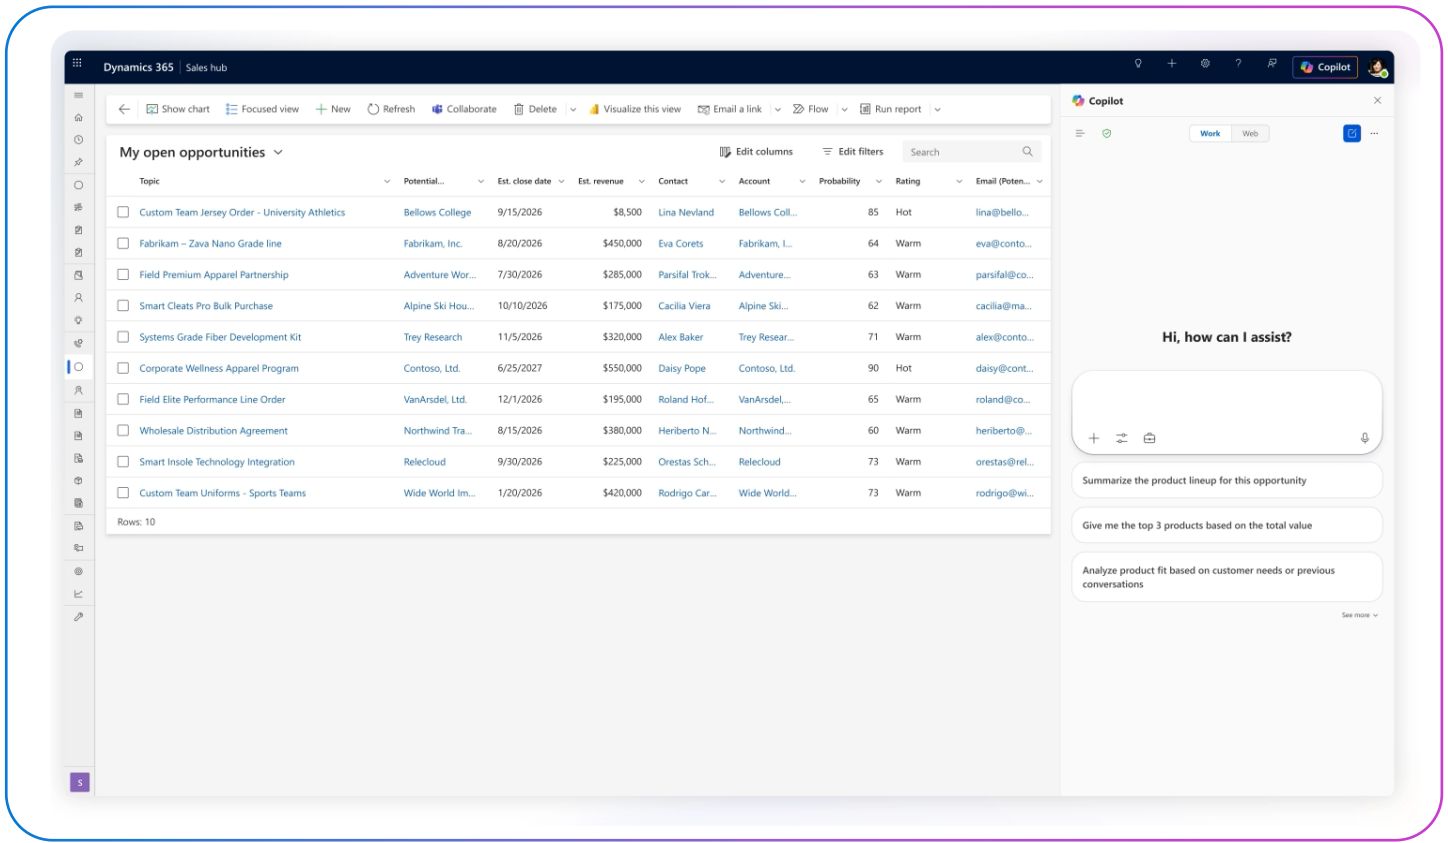 Dynamics 365 Sales hub ? Copilot
Show chart Focused view New Refresh Collaborate Delete Visualize this view Email a link Flow Run report
My open opportunities Edit columns Edit filters Search
Topic Potential... Est. close date Est. revenue Contact Account Probability Rating Email (Poten...
Custom Team Jersey Order - University Athletics Bellows College 9/15/2026 $8,500 Lina Nevland Bellows Coll... 85 Hot lina@bello...
Fabrikam – Zava Nano Grade line Fabrikam, Inc. 8/20/2026 $450,000 Eva Corets Fabrikam, I... 64 Warm eva@conto...
Field Premium Apparel Partnership Adventure Wor... 7/30/2026 $285,000 Parsifal Trok... Adventure... 63 Warm parsifal@co...
Smart Cleats Pro Bulk Purchase Alpine Ski Hou... 10/10/2026 $175,000 Cacilia Viera Alpine Ski... 62 Warm cacilia@ma...
Systems Grade Fiber Development Kit Trey Research 11/5/2026 $320,000 Alex Baker Trey Resear... 71 Warm alex@conto...
Corporate Wellness Apparel Program Contoso, Ltd. 6/25/2027 $550,000 Daisy Pope Contoso, Ltd. 90 Hot daisy@cont...
Field Elite Performance Line Order VanArsdel, Ltd. 12/1/2026 $195,000 Roland Hof... VanArsdel,... 65 Warm roland@co...
Wholesale Distribution Agreement Northwind Tra... 8/15/2026 $380,000 Heriberto N... Northwind... 60 Warm heriberto@...
Smart Insole Technology Integration Relecloud 9/30/2026 $225,000 Orestas Sch... Relecloud 73 Warm orestas@rel...
Custom Team Uniforms - Sports Teams Wide World Im... 1/20/2026 $420,000 Rodrigo Car... Wide World... 73 Warm rodrigo@wi...
Rows: 10
S
Copilot
Work Web
Hi, how can I assist?
Summarize the product lineup for this opportunity
Give me the top 3 products based on the total value
Analyze product fit based on customer needs or previous
conversations
See more